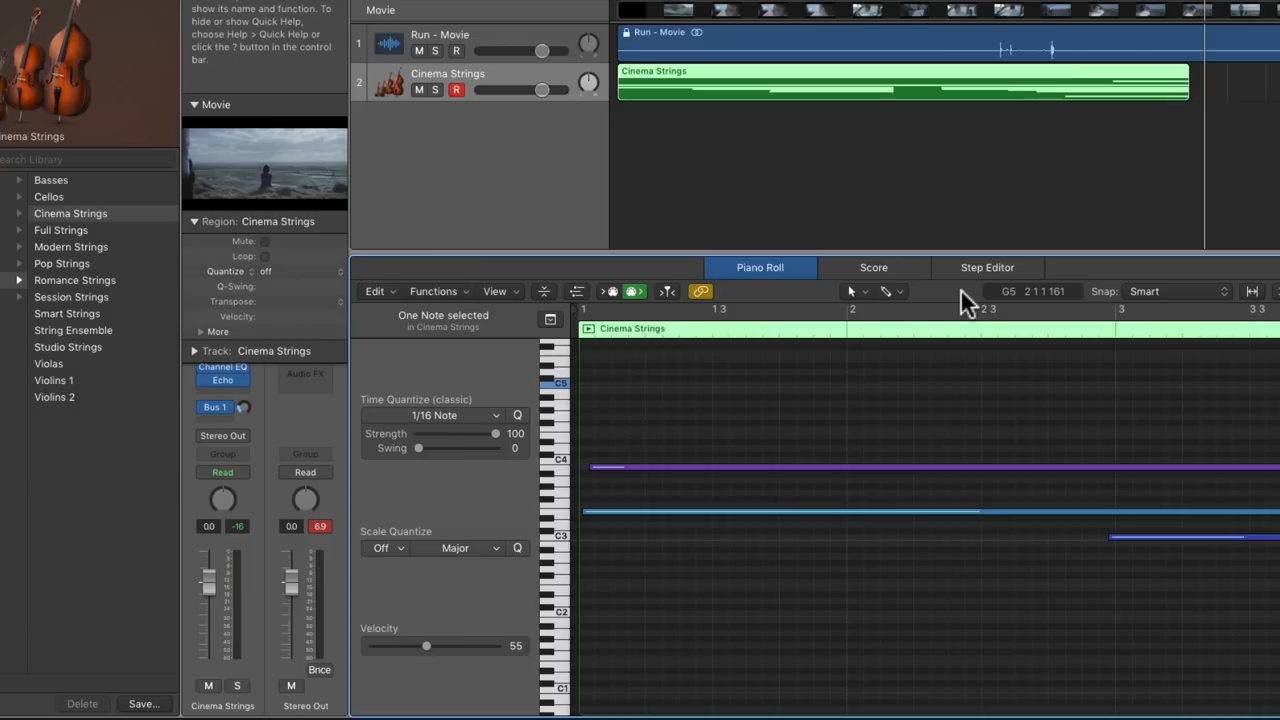 show its name and function. To
hide or show Quick Help,
choose Help > Quick Help or
click the ? button in the control
bar.
Cinema Strings
Search Library
Basses
Cellos
Cinema Strings
Full Strings
Modern Strings
Pop Strings
Romance Strings
Session Strings
Smart Strings
String Ensemble
Studio Strings
Violas
Violins 1
Violins 2
Delete
Save...
Movie
Region: Cinema Strings
Mute:
Loop:
Quantize off
Q-Swing:
Transpose:
Velocity:
More
Track: Cinema Strings
Channel EQ
Echo
Audio FX
Bus 1
Stereo Out
Group
Group
Read
Read
0.0 -16
0.0 6.9
Bnce
M S
M
Cinema Strings
Stereo Out
Movie
1
Run - Movie
M S R
2
Cinema Strings
M S R
Run - Movie
Cinema Strings
Piano Roll
Score
Step Editor
Edit
Functions
View
G5 2 1 1 161
Snap: Smart
One Note selected
in Cinema Strings
1
1 3
2
2 3
3
3 3
Cinema Strings
Time Quantize (classic)
1/16 Note
Q
Strength 100
Swing 0
Scale Quantize
Off
Major
Q
Velocity
55
C5
C4
C3
C2
C1